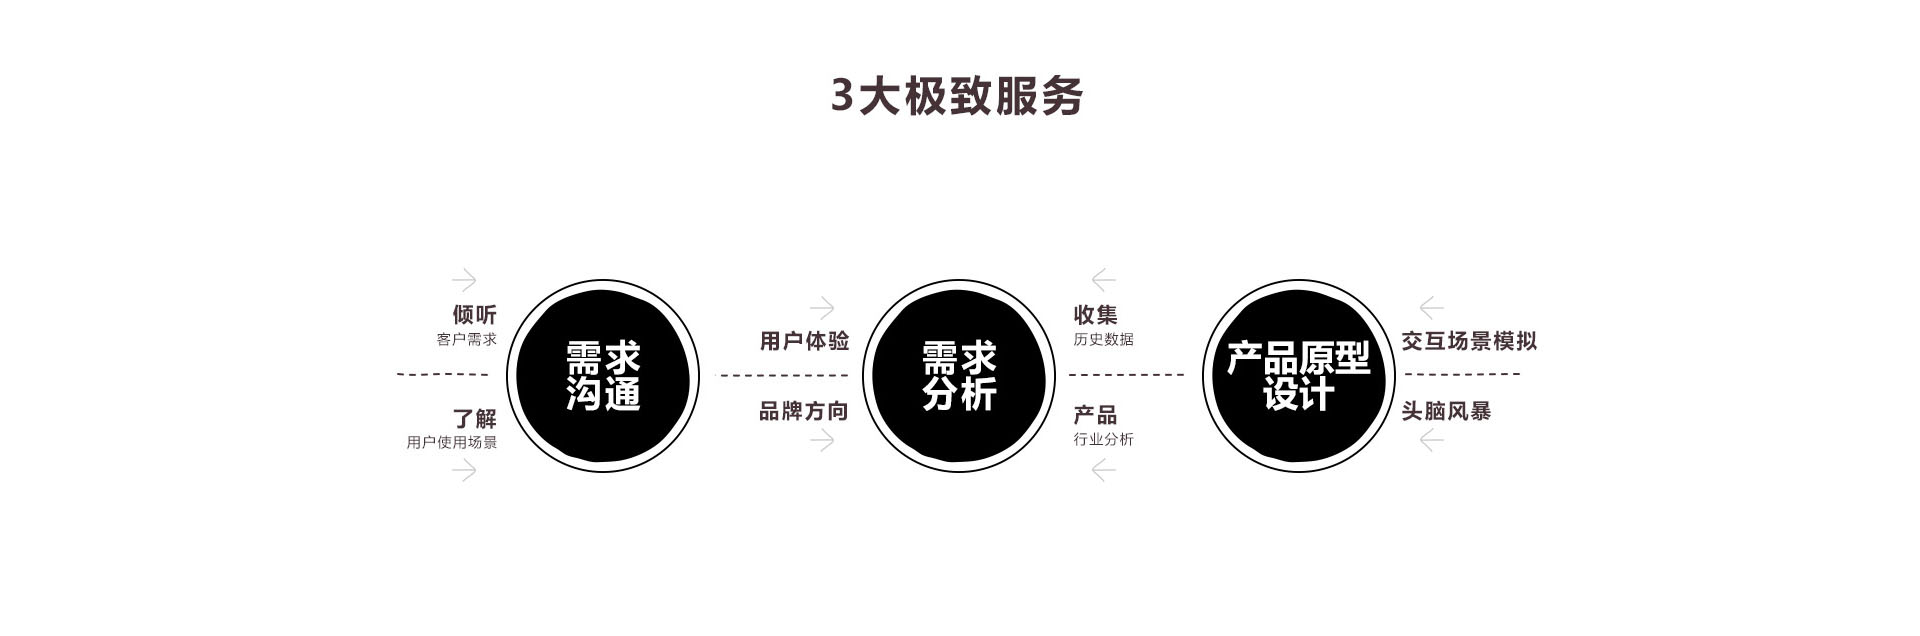 3大极致服务
倾听
客户需求
了解
用户使用场景
需求
沟通
用户体验
品牌方向
需求
分析
收集
历史数据
产品
行业分析
产品原型
设计
交互场景模拟
头脑风暴